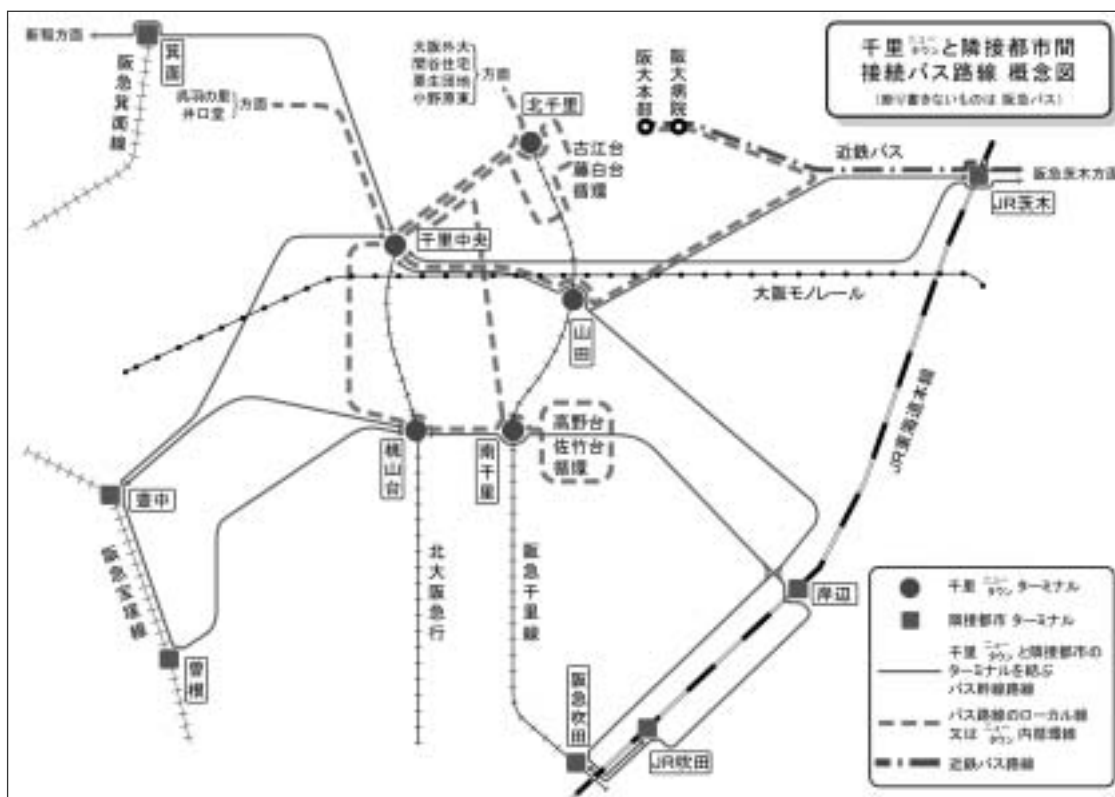 千里ニュータウンと隣接都市間
接続バス路線 概念図
(断り書きないものは 阪急バス)
箕面
阪急箕面線
井口堂
方面
大阪外大
間谷住宅
粟生団地
小野原東
方面
北千里
古江台
藤白台
循環
阪大本部
阪大病院
近鉄バス
阪急茨木方面
JR茨木
千里中央
大阪モノレール
山田
JR東海道本線
高野台
佐竹台
循環
桃山台
南千里
豊中
阪急宝塚線
曽根
北大阪急行
阪急千里線
阪急吹田
JR吹田
岸辺
千里ニュータウンターミナル
隣接都市 ターミナル
千里ニュータウンと隣接都市の
ターミナルを結ぶ
バス幹線路線
バス路線のローカル線
又はニュータウン内循環線
近鉄バス路線